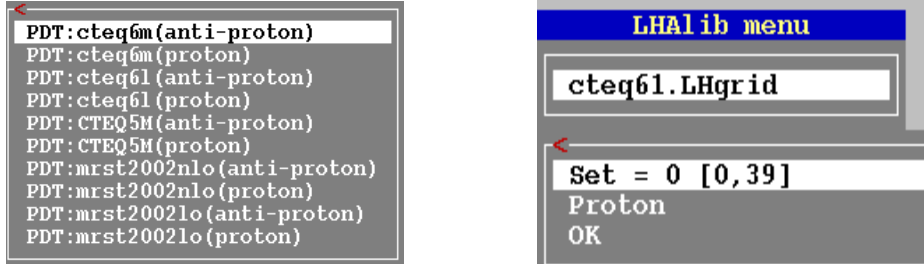 PDT:cteq6m(anti-proton)
PDT:cteq6m(proton)
PDT:cteq6l(anti-proton)
PDT:cteq6l(proton)
PDT:CTEQ5M(anti-proton)
PDT:CTEQ5M(proton)
PDT:mrst2002nlo(anti-proton)
PDT:mrst2002nlo(proton)
PDT:mrst2002lo(anti-proton)
PDT:mrst2002lo(proton)
LHAlib menu
cteq61.LHgrid
Set = 0 [0,39]
Proton
OK